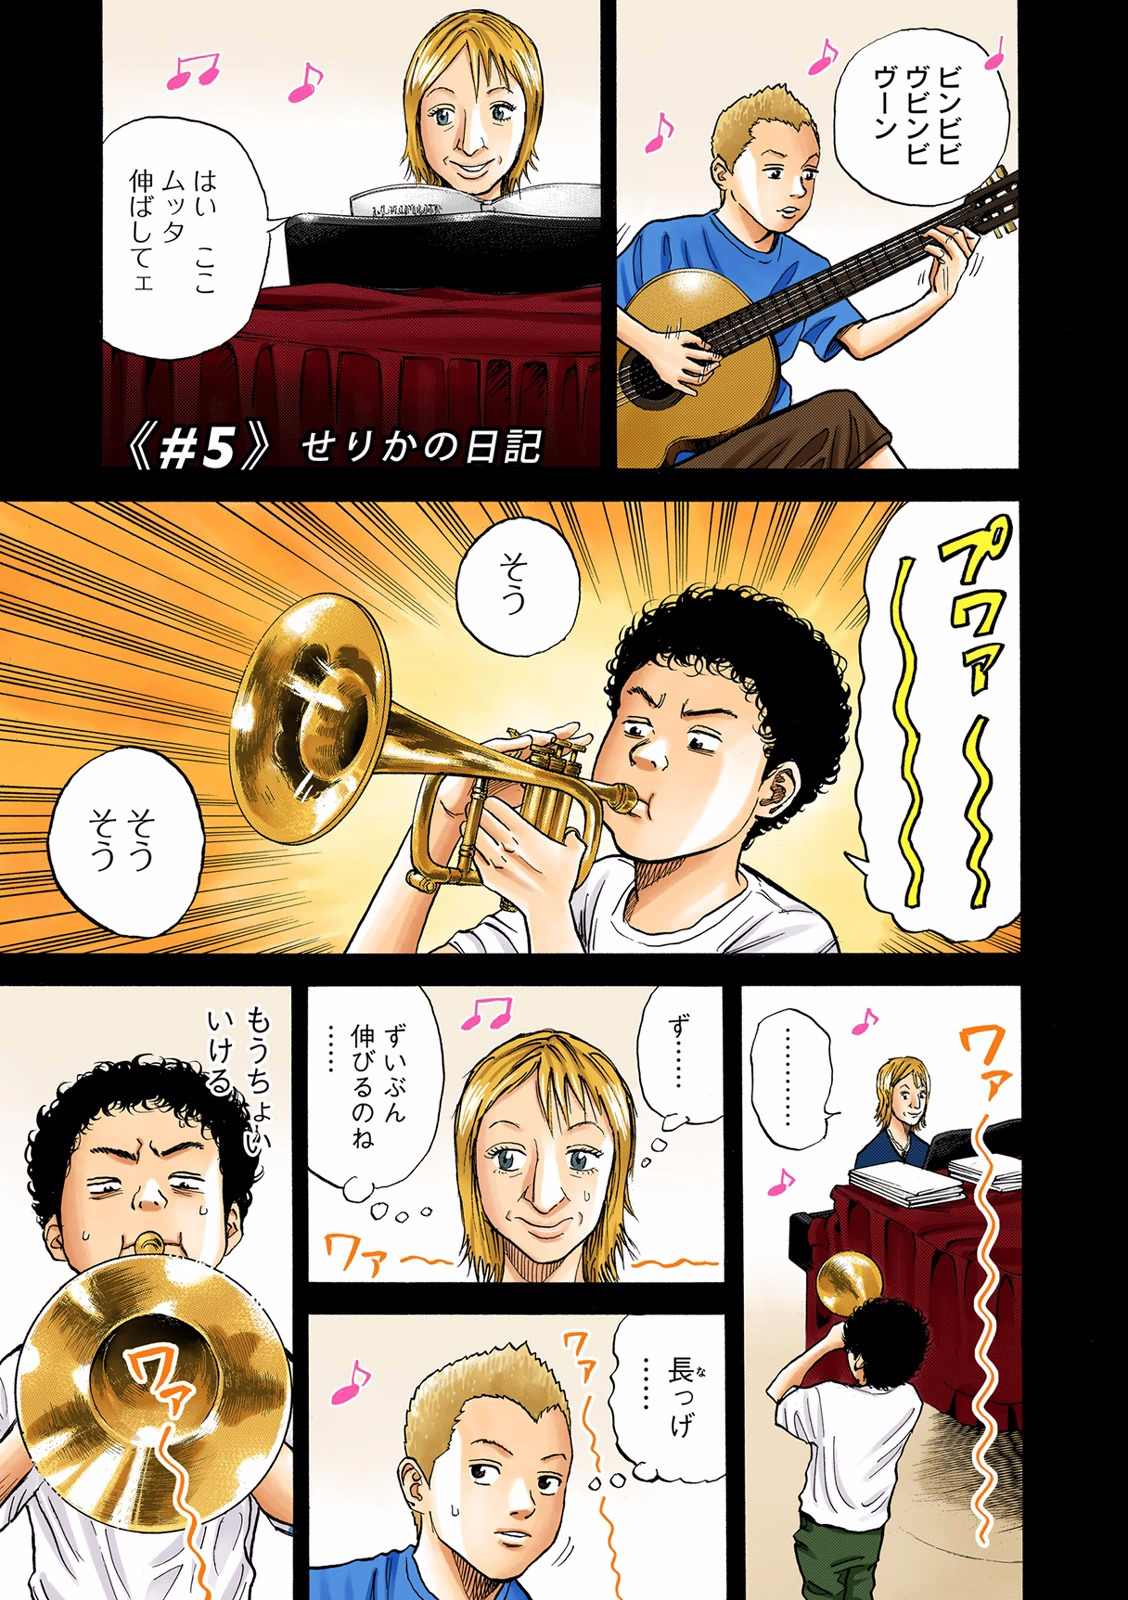 ビンビビ
ヴビンビ
ヴーン
はい ここ
ムッタ
伸ばしてェ
《#5》せりかの日記
プワァ〜〜
そう
そう
そう
ワァ〜
…………
ず……
ずいぶん
伸びるのね
……
ワァ〜〜
長っげ
な
……
ワァ〜
もうちょい
いける
ワァ〜